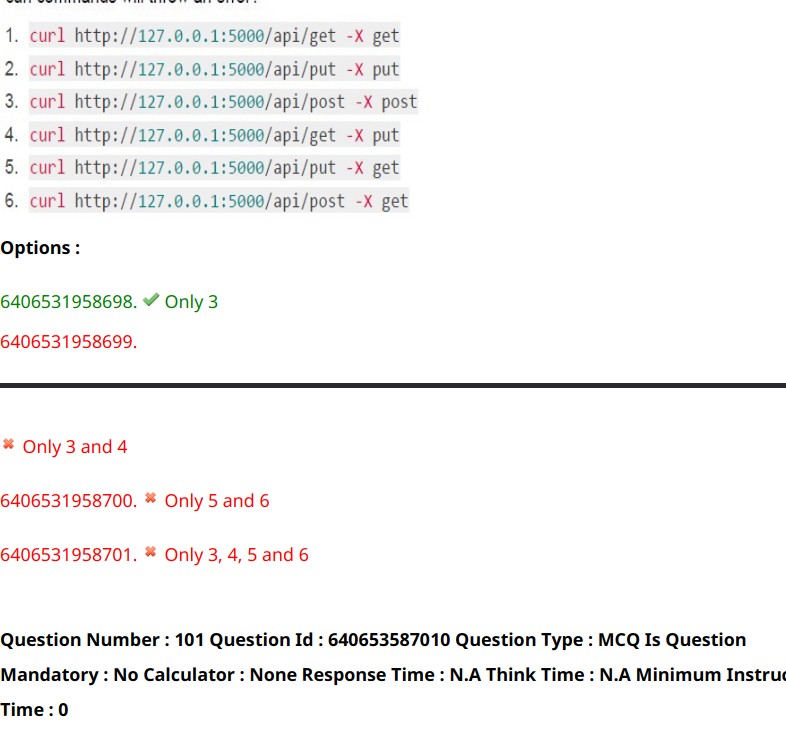 1. curl http://127.0.0.1:5000/api/get -X get
2. curl http://127.0.0.1:5000/api/put -X put
3. curl http://127.0.0.1:5000/api/post -X post
4. curl http://127.0.0.1:5000/api/get -X put
5. curl http://127.0.0.1:5000/api/put -X get
6. curl http://127.0.0.1:5000/api/post -X get
Options :
6406531958698. ✔ Only 3
6406531958699.
✖ Only 3 and 4
6406531958700. ✖ Only 5 and 6
6406531958701. ✖ Only 3, 4, 5 and 6
Question Number : 101 Question Id : 640653587010 Question Type : MCQ Is Question
Mandatory : No Calculator : None Response Time : N.A Think Time : N.A Minimum
Time : 0